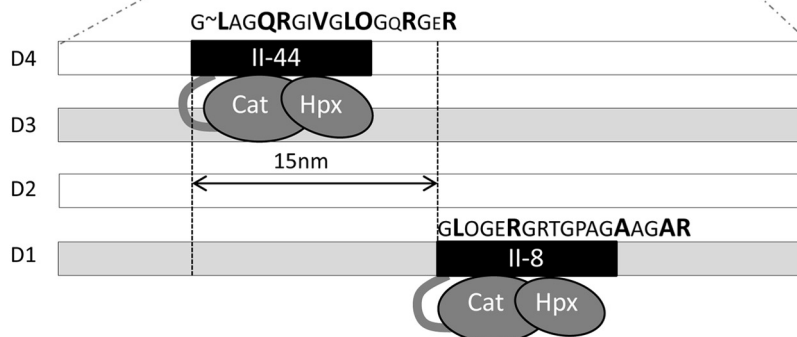 G~LAGQRGIVGLOGQRGER
D4
II-44
Cat Hpx
D3
15nm
D2
GLOGERGRTGPAGAAGAR
D1
II-8
Cat Hpx